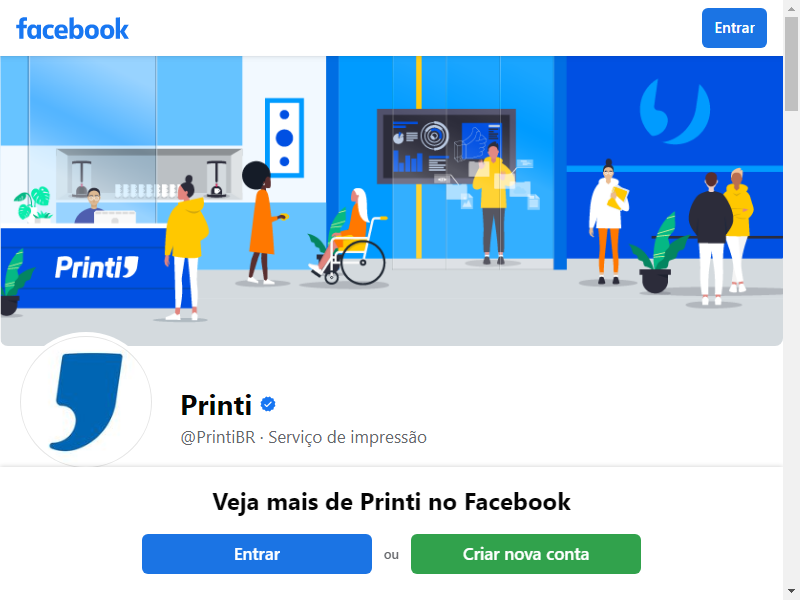 facebook
Entrar
Printi
Printi
@PrintiBR · Serviço de impressão
Veja mais de Printi no Facebook
Entrar
ou
Criar nova conta